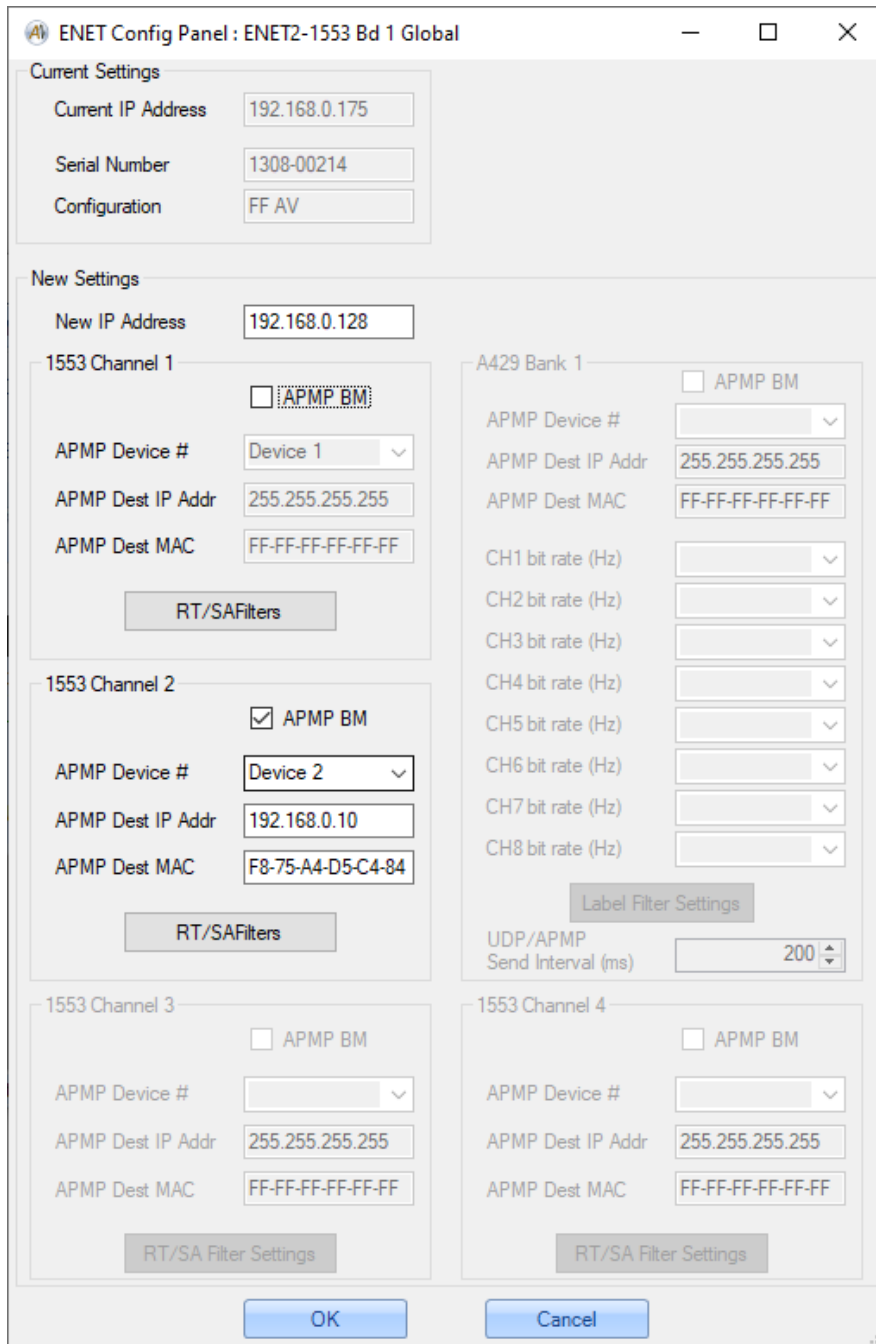 ENET Config Panel : ENET2-1553 Bd 1 Global
Current Settings
Current IP Address 192.168.0.175
Serial Number 1308-00214
Configuration FF AV
New Settings
New IP Address 192.168.0.128
1553 Channel 1
APMP BM
APMP Device # Device 1
APMP Dest IP Addr 255.255.255.255
APMP Dest MAC FF-FF-FF-FF-FF-FF
RT/SAFilters
1553 Channel 2
APMP BM
APMP Device # Device 2
APMP Dest IP Addr 192.168.0.10
APMP Dest MAC F8-75-A4-D5-C4-84
RT/SAFilters
A429 Bank 1
APMP BM
APMP Device #
APMP Dest IP Addr 255.255.255.255
APMP Dest MAC FF-FF-FF-FF-FF-FF
CH1 bit rate (Hz)
CH2 bit rate (Hz)
CH3 bit rate (Hz)
CH4 bit rate (Hz)
CH5 bit rate (Hz)
CH6 bit rate (Hz)
CH7 bit rate (Hz)
CH8 bit rate (Hz)
Label Filter Settings
UDP/APMP
Send Interval (ms) 200
1553 Channel 3
APMP BM
APMP Device #
APMP Dest IP Addr 255.255.255.255
APMP Dest MAC FF-FF-FF-FF-FF-FF
RT/SA Filter Settings
1553 Channel 4
APMP BM
APMP Device #
APMP Dest IP Addr 255.255.255.255
APMP Dest MAC FF-FF-FF-FF-FF-FF
RT/SA Filter Settings
OK
Cancel